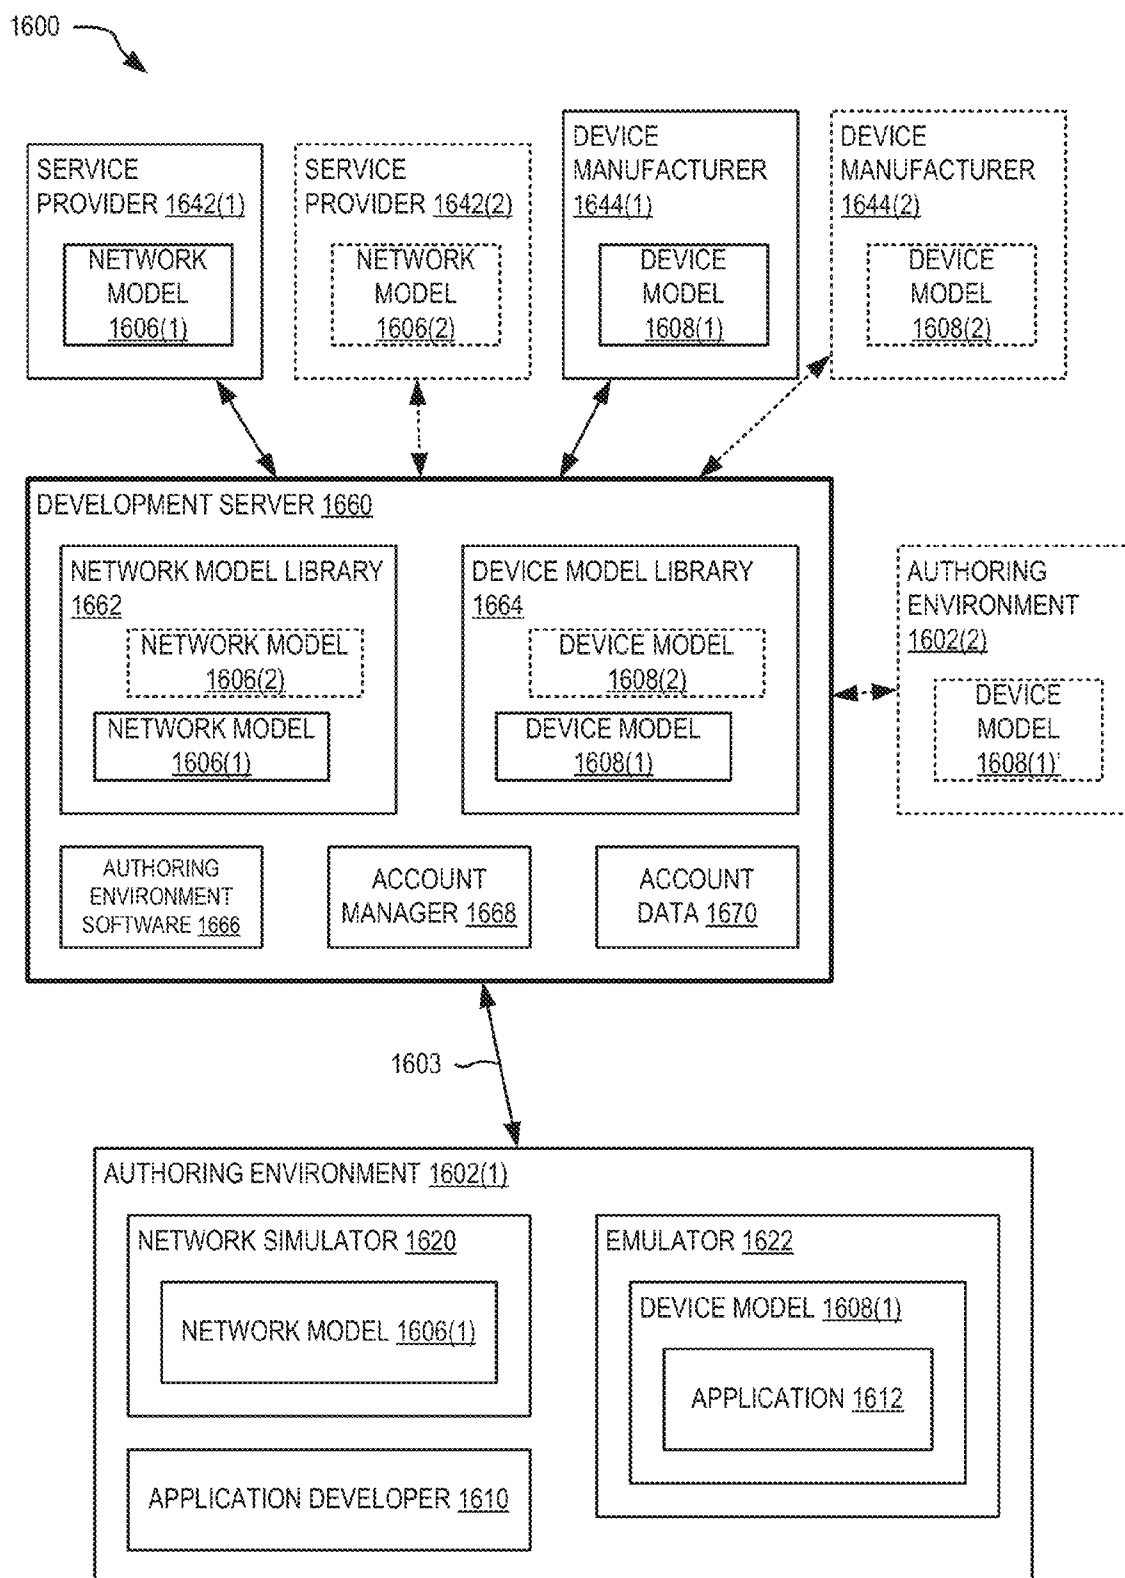 1600
SERVICE
PROVIDER 1642(1)
NETWORK
MODEL
1606(1)
SERVICE
PROVIDER 1642(2)
NETWORK
MODEL
1606(2)
DEVICE
MANUFACTURER
1644(1)
DEVICE
MODEL
1608(1)
DEVICE
MANUFACTURER
1644(2)
DEVICE
MODEL
1608(2)
DEVELOPMENT SERVER 1660
NETWORK MODEL LIBRARY
1662
NETWORK MODEL
1606(2)
NETWORK MODEL
1606(1)
DEVICE MODEL LIBRARY
1664
DEVICE MODEL
1608(2)
DEVICE MODEL
1608(1)
AUTHORING
ENVIRONMENT
1602(2)
DEVICE
MODEL
1608(1)'
AUTHORING
ENVIRONMENT
SOFTWARE 1666
ACCOUNT
MANAGER 1668
ACCOUNT
DATA 1670
1603
AUTHORING ENVIRONMENT 1602(1)
NETWORK SIMULATOR 1620
NETWORK MODEL 1606(1)
APPLICATION DEVELOPER 1610
EMULATOR 1622
DEVICE MODEL 1608(1)
APPLICATION 1612